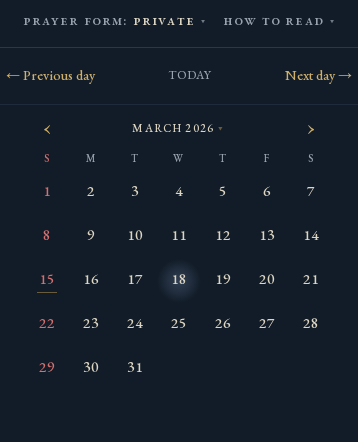 PRAYER FORM: PRIVATE ▾ HOW TO READ ▾
← Previous day TODAY Next day →
‹ MARCH 2026 ▾ ›
S M T W T F S
1 2 3 4 5 6 7
8 9 10 11 12 13 14
15 16 17 18 19 20 21
22 23 24 25 26 27 28
29 30 31